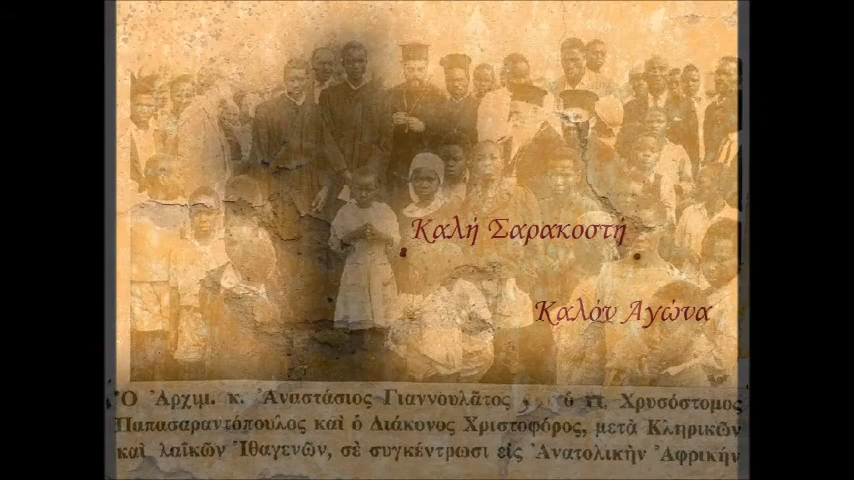 Καλή Σαρακοστή
Καλόν Αγώνα
Ὁ Ἀρχιμ. κ. Ἀναστάσιος Γιαννουλᾶτος π. Χρυσόστομος
Παπασαραντόπουλος καὶ ὁ Διάκονος Χριστοφόρος, μετὰ Κληρικῶν
καὶ λαϊκῶν Ἰθαγενῶν, σὲ συγκέντρωσι εἰς Ἀνατολικὴν Ἀφρικήν